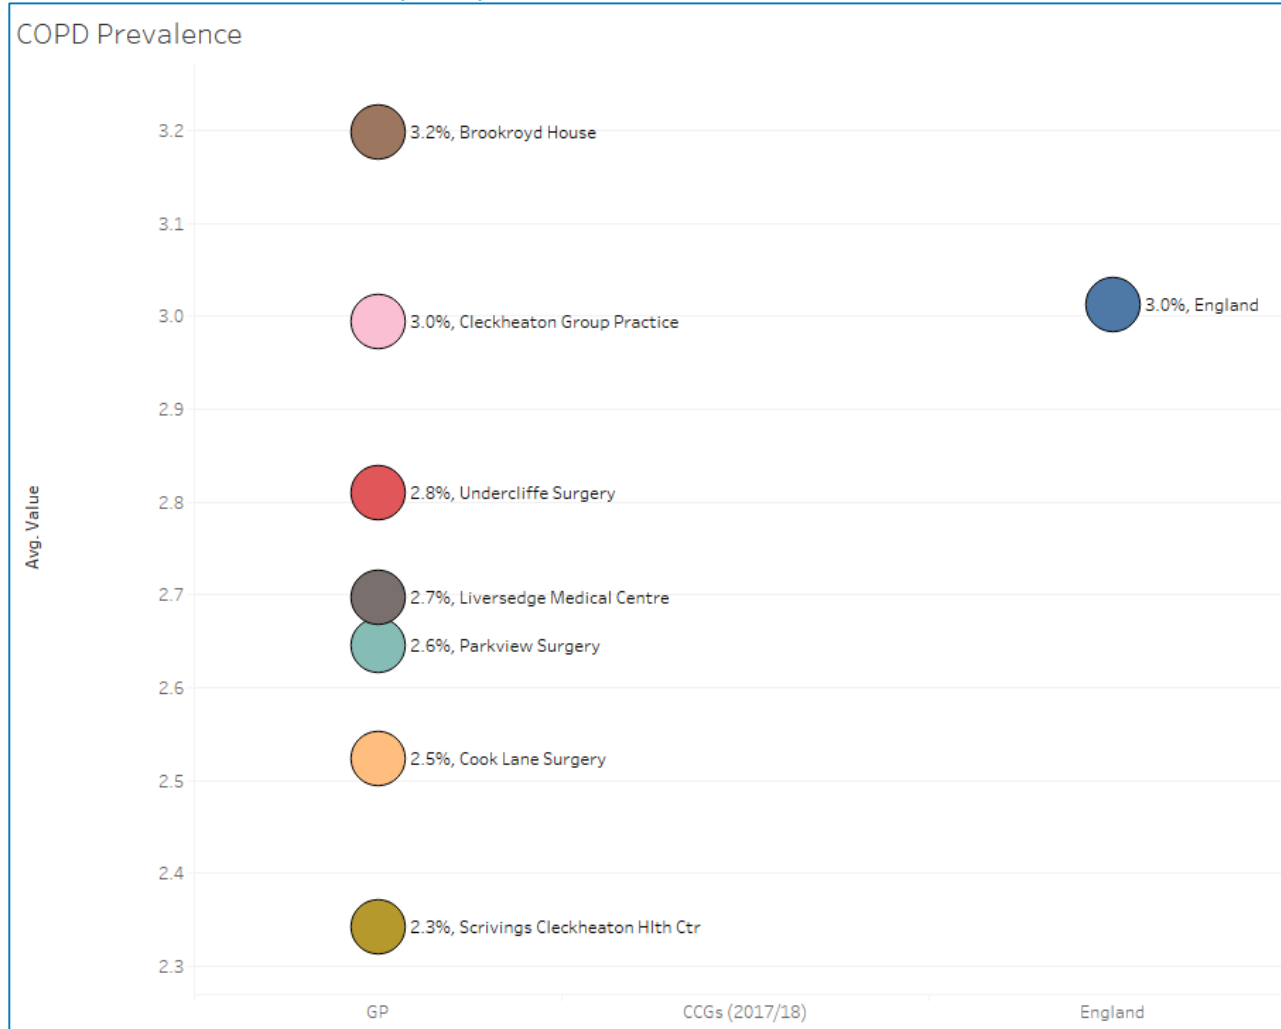 COPD Prevalence
Avg. Value
3.2
3.1
3.0
2.9
2.8
2.7
2.6
2.5
2.4
2.3
3.2%, Brookroyd House
3.0%, Cleckheaton Group Practice
3.0%, England
2.8%, Undercliffe Surgery
2.7%, Liversedge Medical Centre
2.6%, Parkview Surgery
2.5%, Cook Lane Surgery
2.3%, Scrivings Cleckheaton Hlth Ctr
GP
CCGs (2017/18)
England